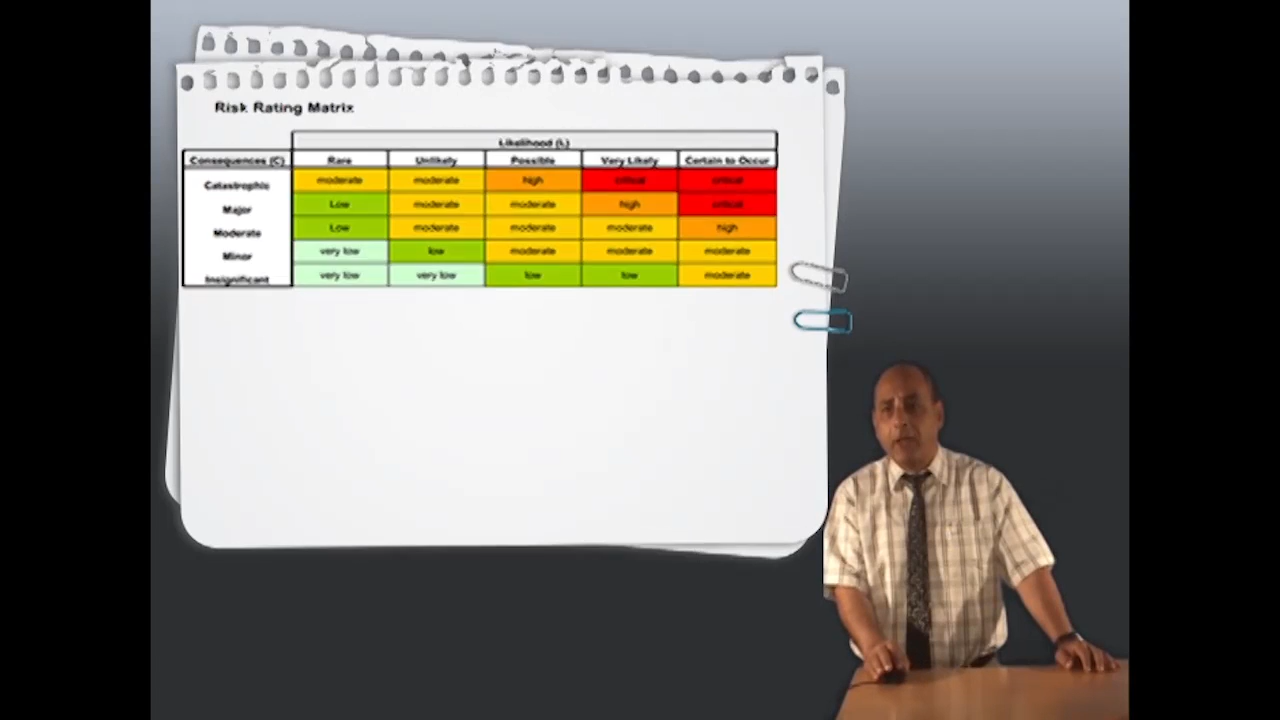 Risk Rating Matrix
Likelihood (L)
Consequences (C) Rare Unlikely Possible Very Likely Certain to Occur
Catastrophic moderate moderate high critical critical
Major Low moderate moderate high critical
Moderate Low moderate moderate moderate high
Minor very low low moderate moderate moderate
Insignificant very low very low low low moderate